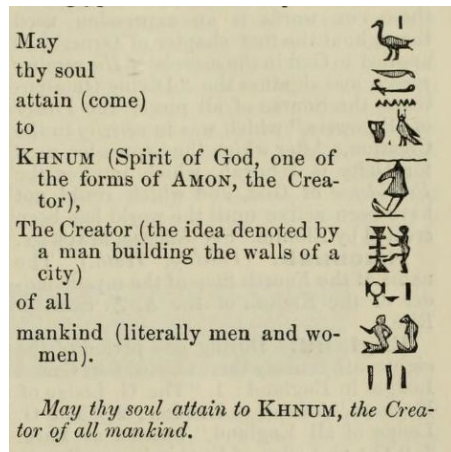 May
thy soul
attain (come)
to
KHNUM (Spirit of God, one of
the forms of AMON, the Crea-
tor),
The Creator (the idea denoted by
a man building the walls of a
city)
of all
mankind (literally men and wo-
men).
May thy soul attain to KHNUM, the Crea-
tor of all mankind.